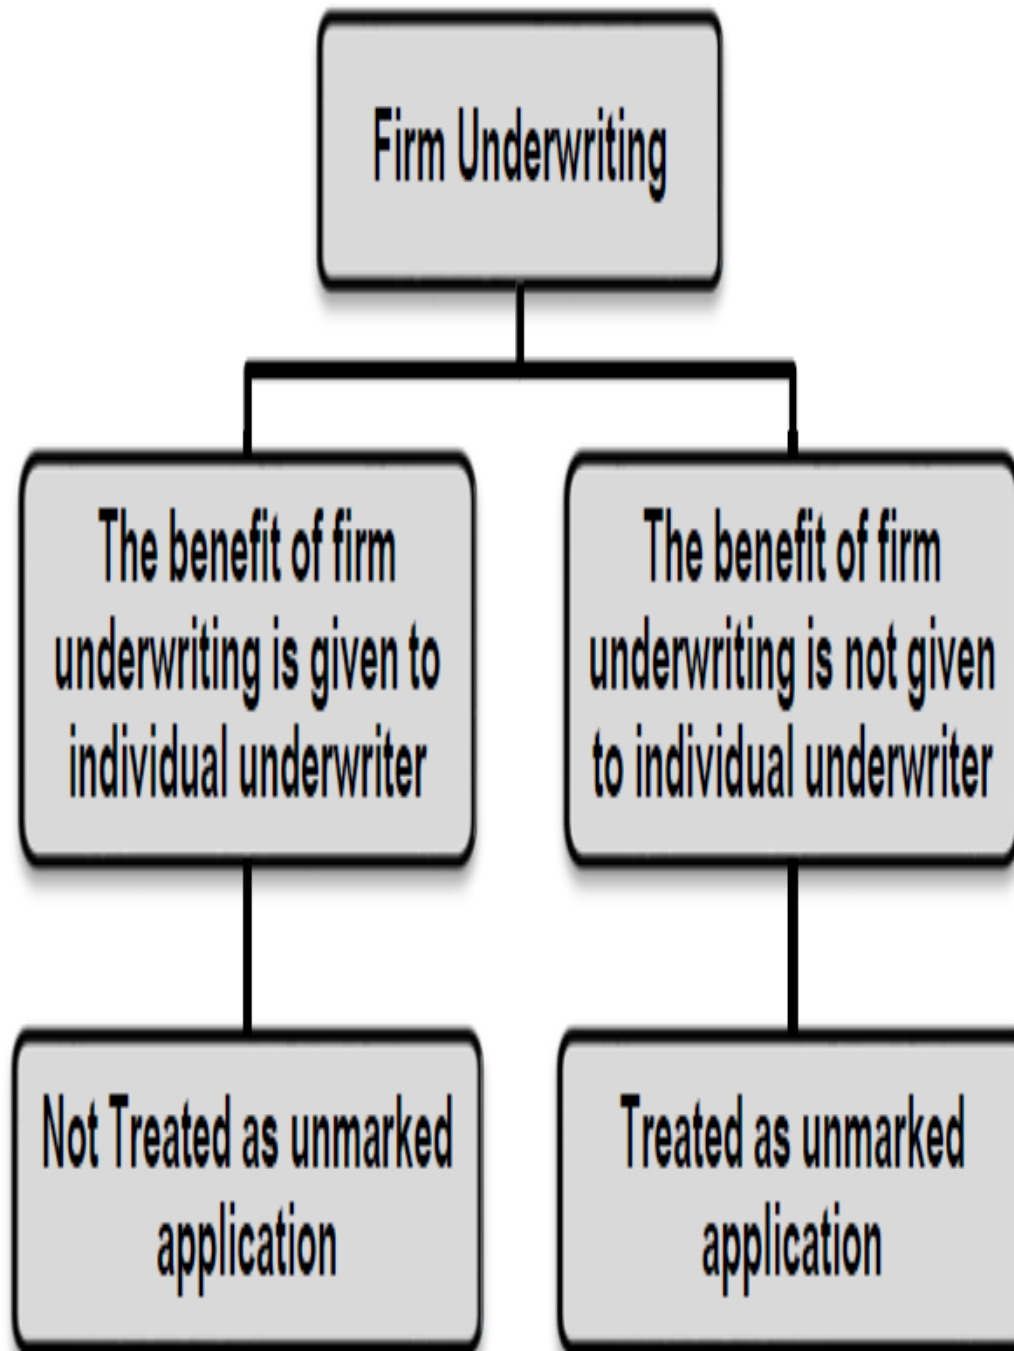 Firm Underwriting
The benefit of firm
underwriting is given to
individual underwriter
The benefit of firm
underwriting is not given
to individual underwriter
Not Treated as unmarked
application
Treated as unmarked
application